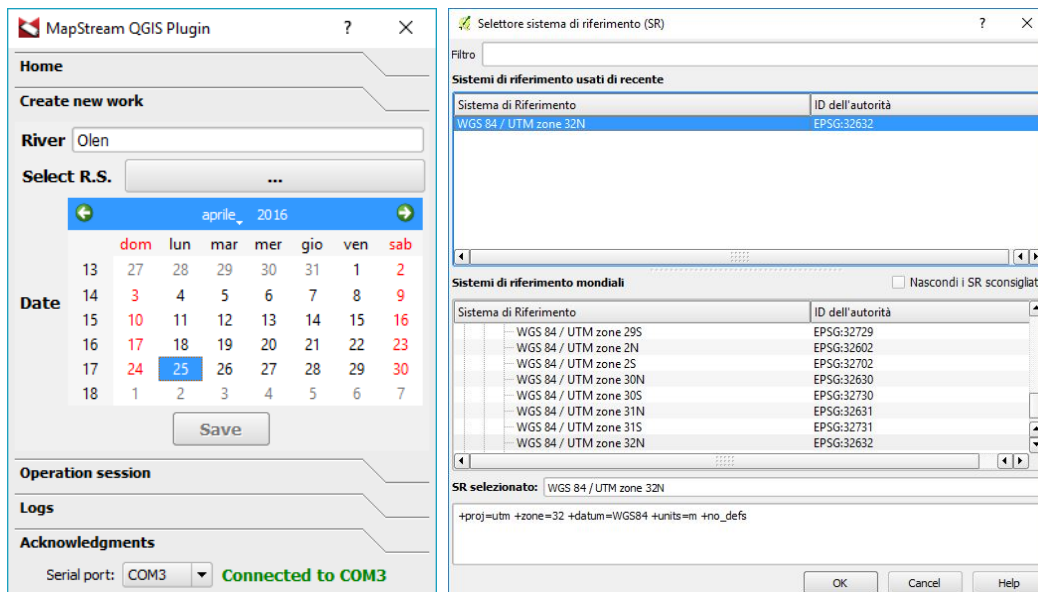 MapStream QGIS Plugin ?
Home
Create new work
River Olen
Select R.S. ...
aprile 2016
dom lun mar mer gio ven sab
13 27 28 29 30 31 1 2
14 3 4 5 6 7 8 9
Date
15 10 11 12 13 14 15 16
16 17 18 19 20 21 22 23
17 24 25 26 27 28 29 30
18 1 2 3 4 5 6 7
Save
Operation session
Logs
Acknowledgments
Serial port: COM3 Connected to COM3
Selettore sistema di riferimento (SR) ?
Filtro
Sistemi di riferimento usati di recente
Sistema di Riferimento ID dell'autorità
WGS 84 / UTM zone 32N EPSG:32632
Sistemi di riferimento mondiali Nascondi i SR sconsigliat
Sistema di Riferimento ID dell'autorità
WGS 84 / UTM zone 29S EPSG:32729
WGS 84 / UTM zone 2N EPSG:32602
WGS 84 / UTM zone 2S EPSG:32702
WGS 84 / UTM zone 30N EPSG:32630
WGS 84 / UTM zone 30S EPSG:32730
WGS 84 / UTM zone 31N EPSG:32631
WGS 84 / UTM zone 31S EPSG:32731
WGS 84 / UTM zone 32N EPSG:32632
SR selezionato: WGS 84 / UTM zone 32N
+proj=utm +zone=32 +datum=WGS84 +units=m +no_defs
OK Cancel Help